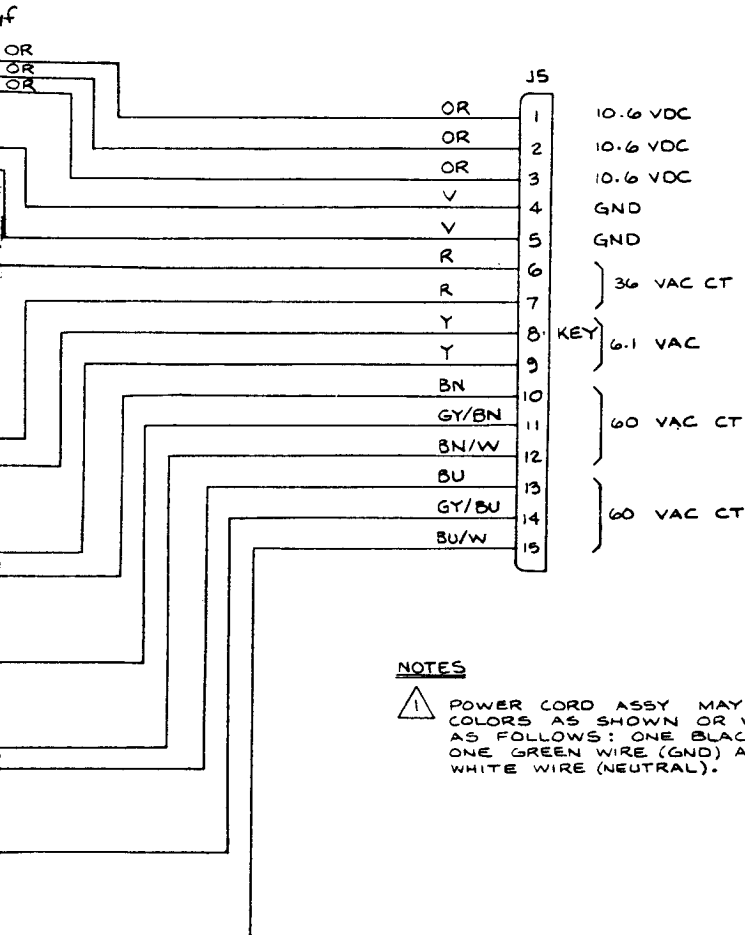 OR
OR
OR
J5
OR 1 10.6 VDC
OR 2 10.6 VDC
OR 3 10.6 VDC
V 4 GND
V 5 GND
R 6
36 VAC CT
R 7
Y 8 KEY
6.1 VAC
Y 9
BN 10
GY/BN 11 60 VAC CT
BN/W 12
BU 13
GY/BU 14 60 VAC CT
BU/W 15
NOTES
1 POWER CORD ASSY MAY
COLORS AS SHOWN OR
AS FOLLOWS: ONE BLAC
ONE GREEN WIRE (GND) A
WHITE WIRE (NEUTRAL).